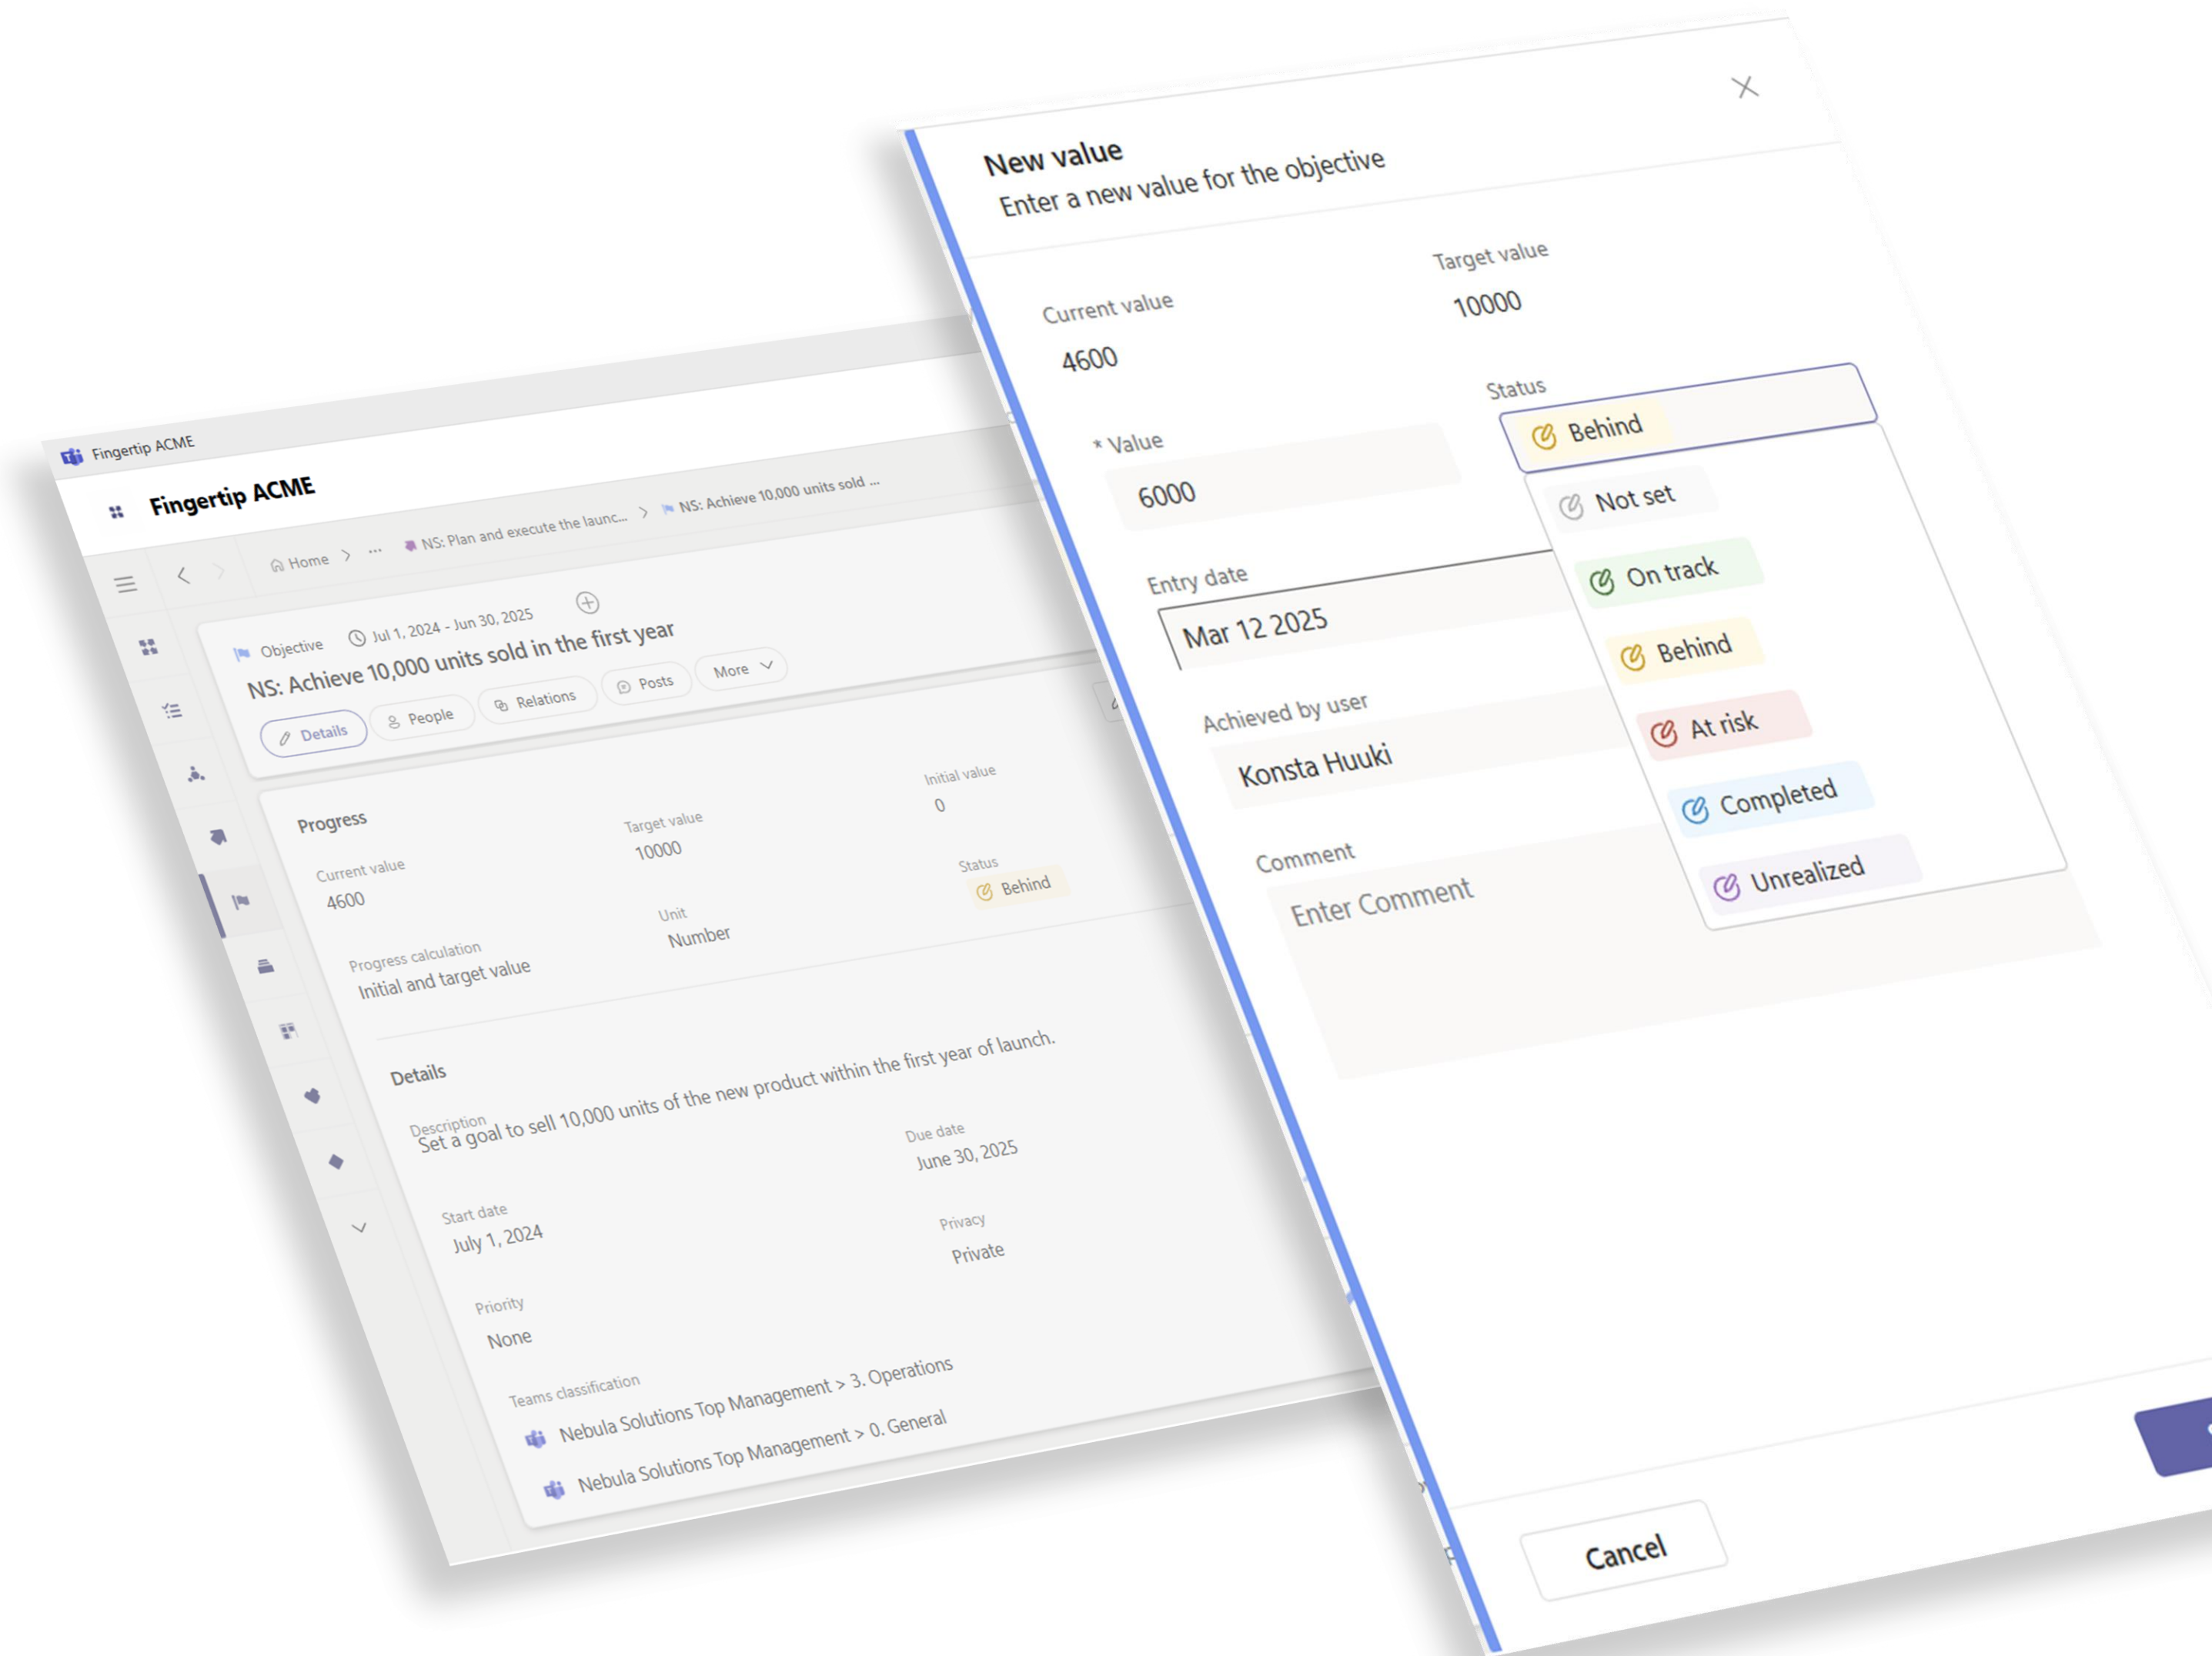 Fingertip ACME
Fingertip ACME
Home > ... NS: Plan and execute the launc... > NS: Achieve 10,000 units sold ...
Objective Jul 1, 2024 - Jun 30, 2025
NS: Achieve 10,000 units sold in the first year
Details People Relations Posts More
Progress
Current value
4600
Target value
10000
Initial value
0
Progress calculation
Initial and target value
Unit
Number
Status
Behind
Details
Description
Set a goal to sell 10,000 units of the new product within the first year of launch.
Start date
July 1, 2024
Due date
June 30, 2025
Priority
None
Privacy
Private
Teams classification
Nebula Solutions Top Management > 3. Operations
Nebula Solutions Top Management > 0. General
New value
Enter a new value for the objective
Current value
4600
Target value
10000
* Value
6000
Status
Behind
Not set
On track
Behind
At risk
Completed
Unrealized
Entry date
Mar 12 2025
Achieved by user
Konsta Huuki
Comment
Enter Comment
Cancel